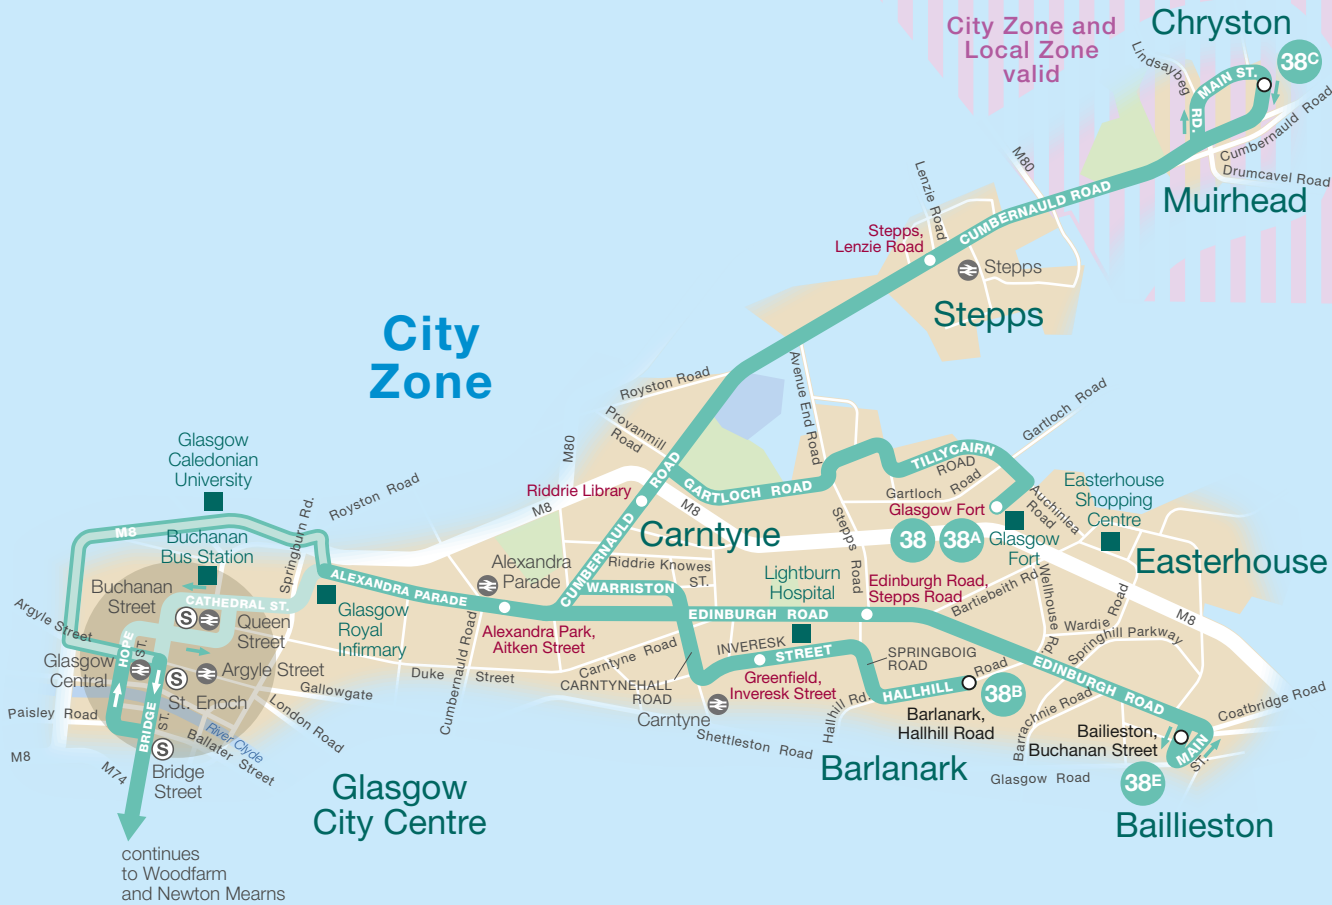 City Zone and
Local Zone
valid
Chryston
38C
Lindsaybeg
RD.
MAIN ST.
Cumbernauld Road
Drumcavel Road
Muirhead
M80
Lenzie Road
CUMBERNAULD ROAD
Stepps,
Lenzie Road
Stepps
Stepps
City
Zone
Royston Road
Provanmill
Road
Avenue End Road
M80
Gartloch Road
TILLYCAIRN
ROAD
GARTLOCH ROAD
Gartloch
Road
Glasgow Fort
38
38A
Glasgow
Fort
Auchinlea
Road
Easterhouse
Shopping
Centre
Easterhouse
Glasgow
Caledonian
University
Royston Road
M8
Riddrie Library
CUMBERNAULD ROAD
M8
Carntyne
Stepps
Road
M8
Buchanan
Bus Station
Springburn Rd.
Buchanan
Street
S
CATHEDRAL ST.
Queen
Street
ALEXANDRA PARADE
Alexandra
Parade
Glasgow
Royal
Infirmary
Alexandra Park,
Aitken Street
Riddrie Knowes
ST.
WARRISTON
Lightburn
Hospital
EDINBURGH ROAD
Edinburgh Road,
Stepps Road
Bartiebeith Rd.
Wellhouse Rd.
Wardie Road
Springhill Parkway
M8
EDINBURGH ROAD
Argyle Street
Glasgow
Central
HOPE
ST.
Argyle Street
S
St. Enoch
BRIDGE
ST.
Gallowgate
London Road
Duke Street
Cumbernauld Road
Carntyne Road
CARNTYNEHALL
ROAD
INVERESK
STREET
Greenfield,
Inveresk Street
SPRINGBOIG
ROAD
HALLHILL
Road
38B
Barlanark,
Hallhill Road
Hallhill Rd.
Carntyne
Shettleston Road
Barlanark
Barrachnie Road
Glasgow Road
Bailieston,
Buchanan Street
MAIN
ST.
Coatbridge Road
38E
Baillieston
Paisley Road
M8
M74
S
Bridge
Street
River Clyde
Ballater Street
Glasgow
City Centre
continues
to Woodfarm
and Newton Mearns